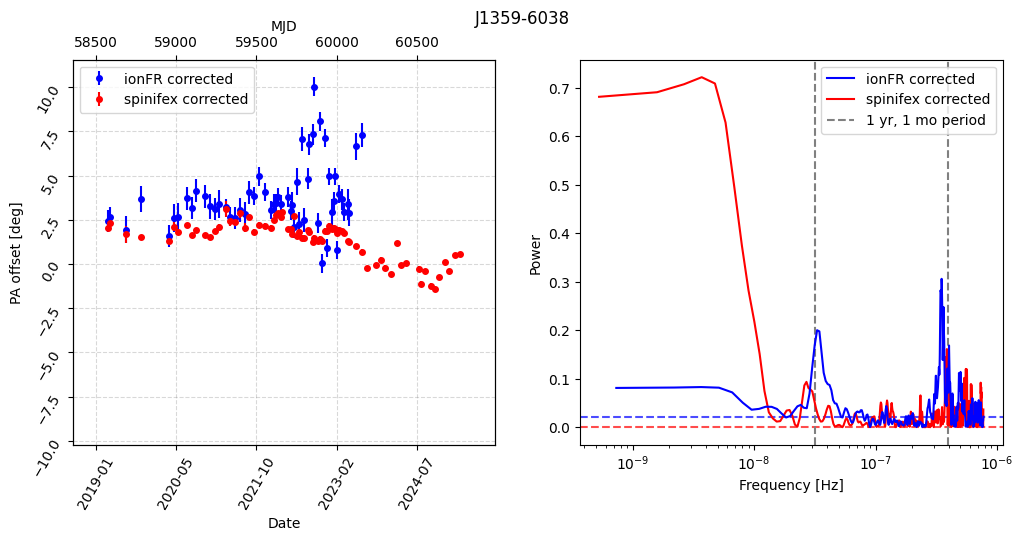 J1359-6038
MJD
58500 59000 59500 60000 60500
ionFR corrected
spinifex corrected
PA offset [deg]
10.0
7.5
5.0
2.5
0.0
−2.5
−5.0
−7.5
−10.0
2019-01 2020-05 2021-10 2023-02 2024-07
Date
ionFR corrected
spinifex corrected
1 yr, 1 mo period
Power
0.7
0.6
0.5
0.4
0.3
0.2
0.1
0.0
10⁻⁹ 10⁻⁸ 10⁻⁷ 10⁻⁶
Frequency [Hz]